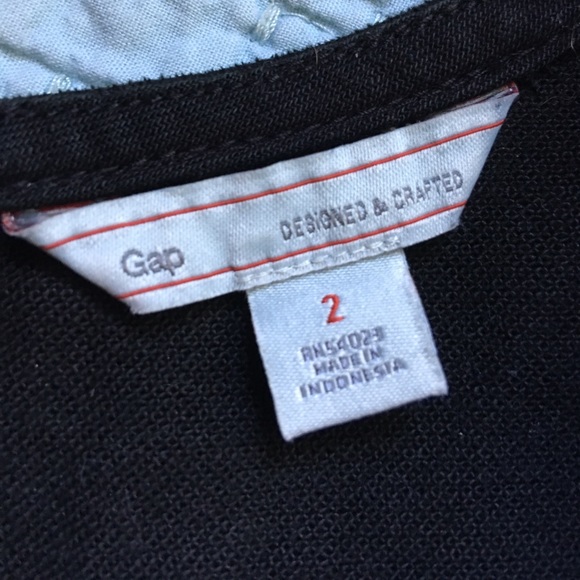 Gap
DESIGNED & CRAFTED
2
RN54023
MADE IN
INDONESIA